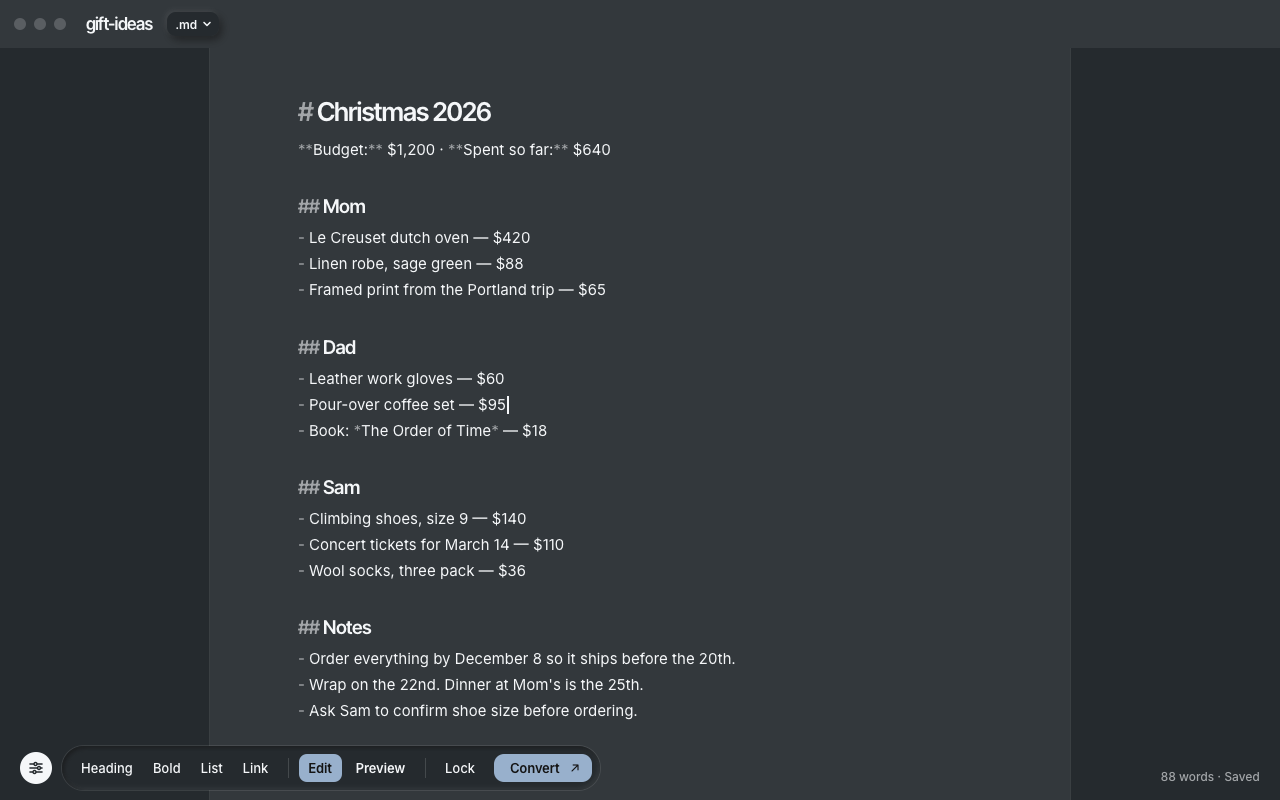 gift-ideas .md
# Christmas 2026
**Budget:** $1,200 · **Spent so far:** $640
## Mom
- Le Creuset dutch oven — $420
- Linen robe, sage green — $88
- Framed print from the Portland trip — $65
## Dad
- Leather work gloves — $60
- Pour-over coffee set — $95
- Book: *The Order of Time* — $18
## Sam
- Climbing shoes, size 9 — $140
- Concert tickets for March 14 — $110
- Wool socks, three pack — $36
## Notes
- Order everything by December 8 so it ships before the 20th.
- Wrap on the 22nd. Dinner at Mom's is the 25th.
- Ask Sam to confirm shoe size before ordering.
Heading Bold List Link Edit Preview Lock Convert
88 words · Saved